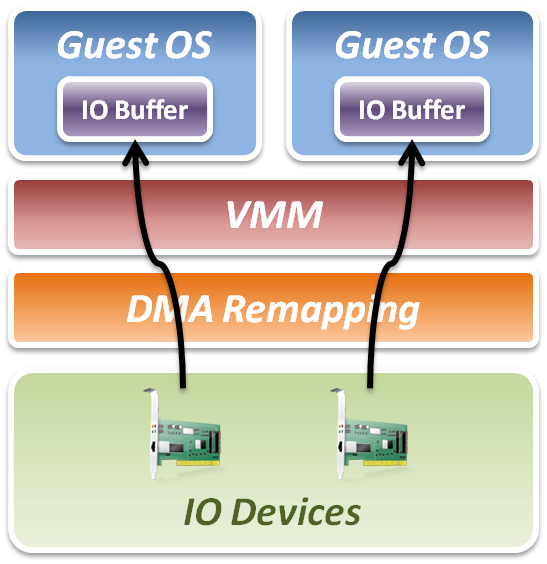 Guest OS
Guest OS
IO Buffer
IO Buffer
VMM
DMA Remapping
IO Devices